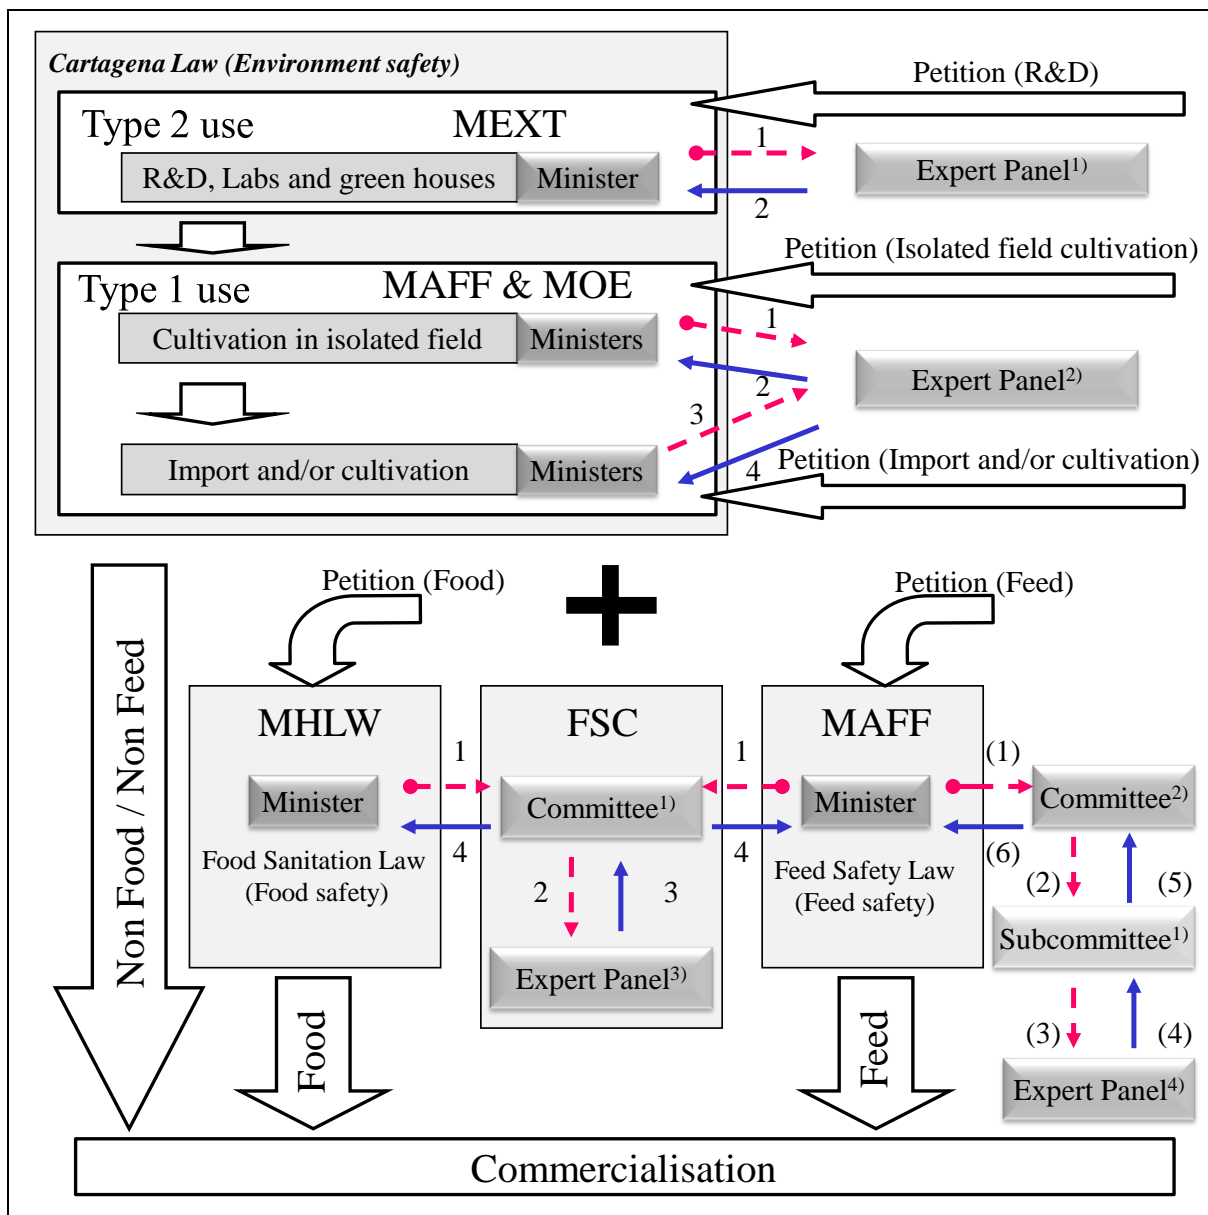 Cartagena Law (Environment safety)
Petition (R&D)
Type 2 use
MEXT
1
R&D, Labs and green houses
Minister
Expert Panel1)
2
Petition (Isolated field cultivation)
Type 1 use
MAFF & MOE
1
Cultivation in isolated field
Ministers
Expert Panel2)
2
3
Import and/or cultivation
Ministers
4
Petition (Import and/or cultivation)
Petition (Food)
Petition (Feed)
Non Food / Non Feed
MHLW
FSC
MAFF
1
1
(1)
Minister
Committee1)
Minister
Committee2)
4
4
(6)
Food Sanitation Law
(Food safety)
Feed Safety Law
(Feed safety)
2
3
(2)
(5)
Subcommittee1)
Expert Panel3)
(3)
(4)
Food
Feed
Expert Panel4)
Commercialisation